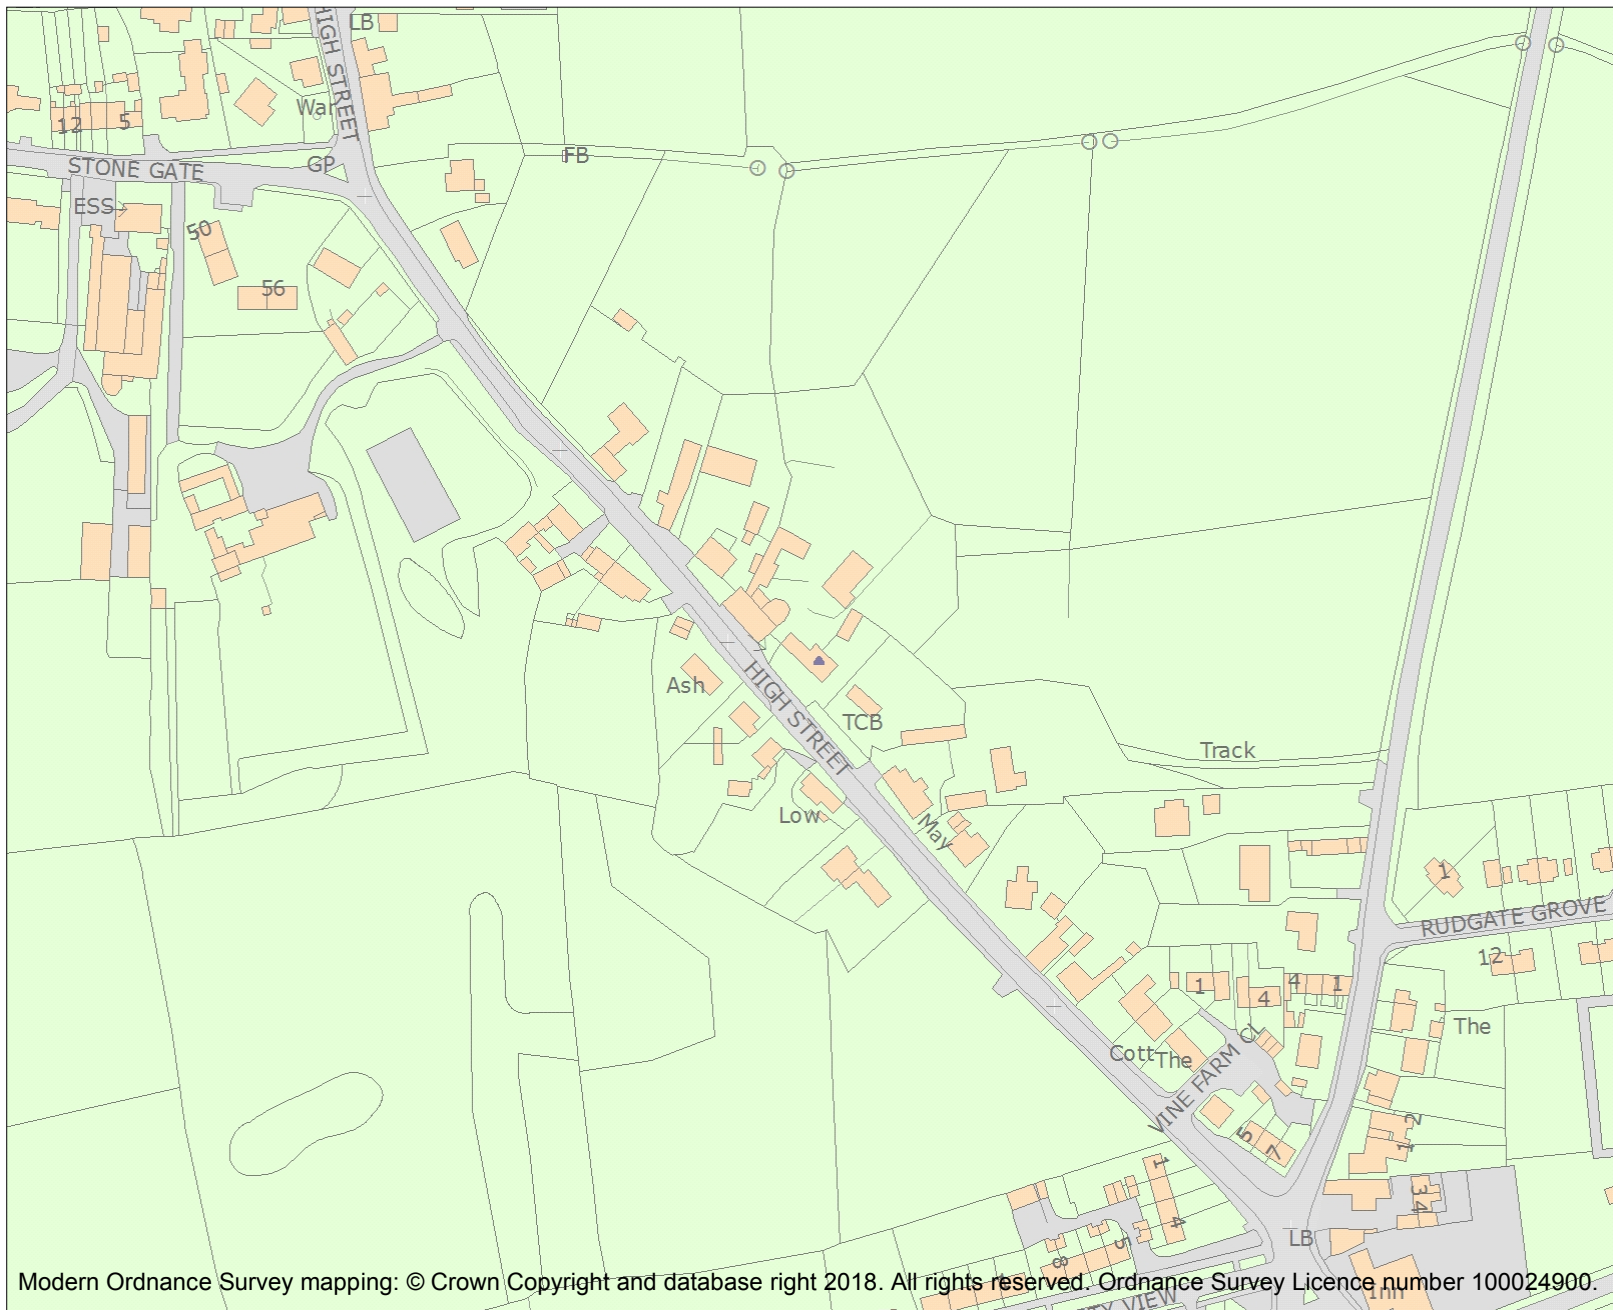 HIGH STREET
LB
War
12
5
STONE GATE
GP
FB
ESS
50
56
Ash
HIGH STREET
TCB
Low
May
Track
1
RUDGATE GROVE
12
1
4
4
1
The
Cott The
VINE FARM CL
5
7
2
1
1
4
3 4
5
8
LB
Inn
VIEW
Modern Ordnance Survey mapping: © Crown Copyright and database right 2018. All rights reserved. Ordnance Survey Licence number 100024900.